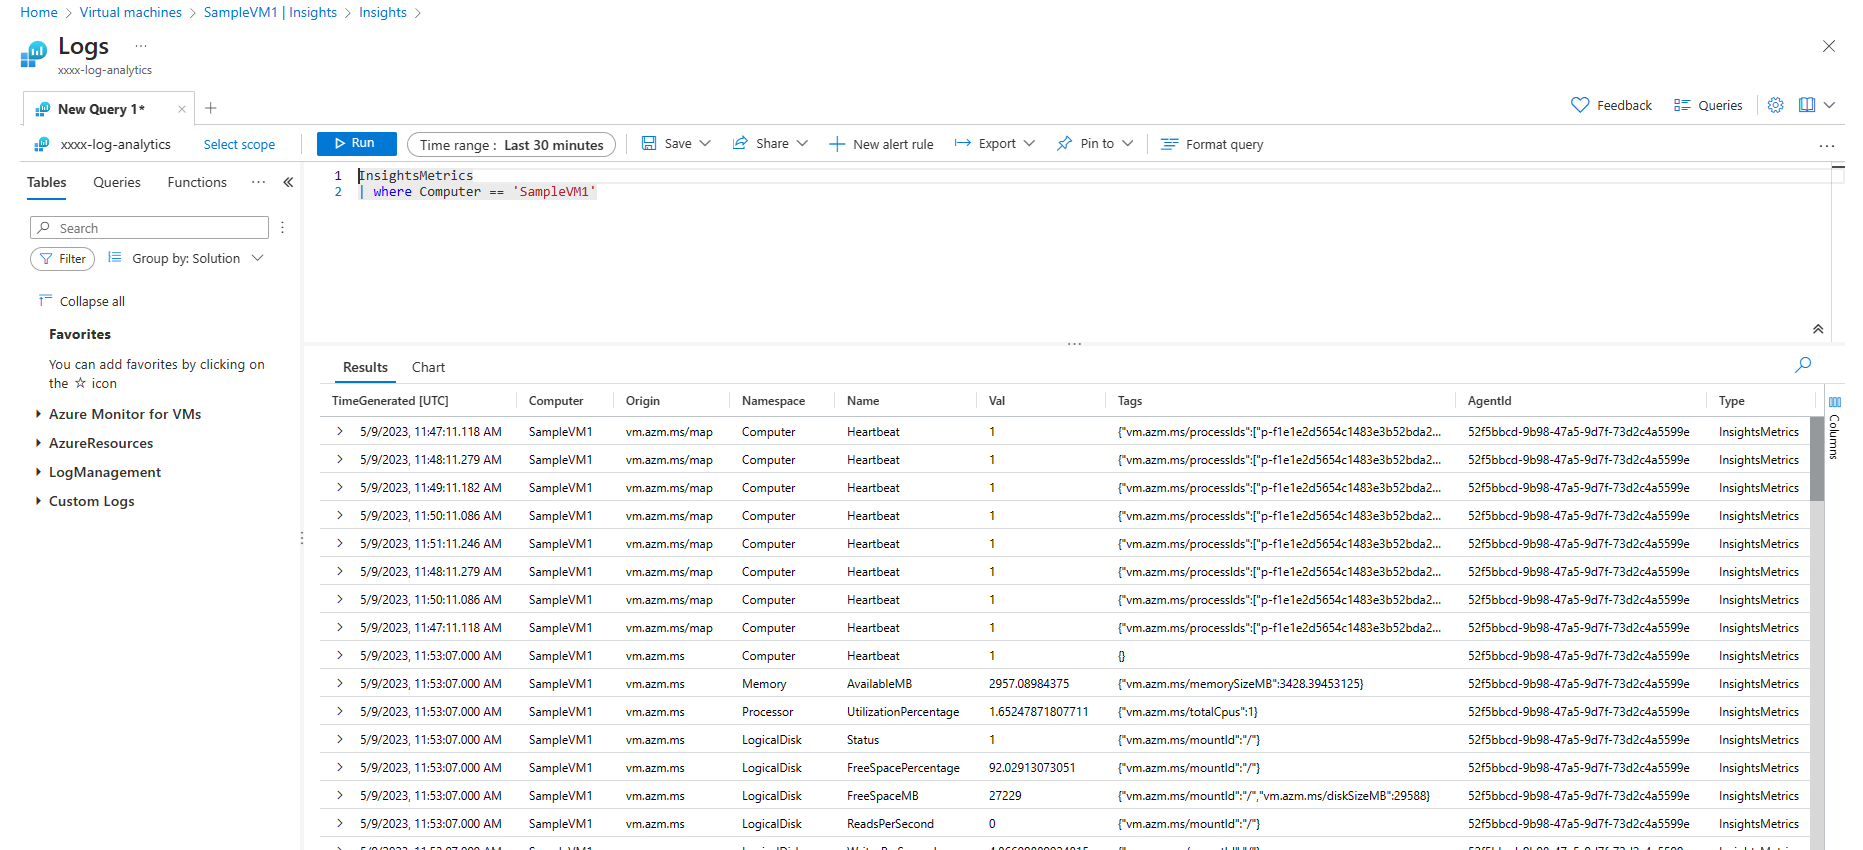 Home > Virtual machines > SampleVM1 | Insights > Insights >
Logs ...
xxxx-log-analytics
New Query 1*
Feedback Queries
xxxx-log-analytics Select scope Run Time range : Last 30 minutes Save Share New alert rule Export Pin to Format query
Tables Queries Functions
1 InsightsMetrics
2 | where Computer == 'SampleVM1'
Search
Filter Group by: Solution
Collapse all
Favorites
You can add favorites by clicking on
the ☆ icon
Azure Monitor for VMs
AzureResources
LogManagement
Custom Logs
Results Chart
TimeGenerated [UTC] Computer Origin Namespace Name Val Tags AgentId Type
Columns
5/9/2023, 11:47:11.118 AM SampleVM1 vm.azm.ms/map Computer Heartbeat 1 {"vm.azm.ms/processIds":["p-f1e1e2d5654c1483e3b52bda2... 52f5bbcd-9b98-47a5-9d7f-73d2c4a5599e InsightsMetrics
5/9/2023, 11:48:11.279 AM SampleVM1 vm.azm.ms/map Computer Heartbeat 1 {"vm.azm.ms/processIds":["p-f1e1e2d5654c1483e3b52bda2... 52f5bbcd-9b98-47a5-9d7f-73d2c4a5599e InsightsMetrics
5/9/2023, 11:49:11.182 AM SampleVM1 vm.azm.ms/map Computer Heartbeat 1 {"vm.azm.ms/processIds":["p-f1e1e2d5654c1483e3b52bda2... 52f5bbcd-9b98-47a5-9d7f-73d2c4a5599e InsightsMetrics
5/9/2023, 11:50:11.086 AM SampleVM1 vm.azm.ms/map Computer Heartbeat 1 {"vm.azm.ms/processIds":["p-f1e1e2d5654c1483e3b52bda2... 52f5bbcd-9b98-47a5-9d7f-73d2c4a5599e InsightsMetrics
5/9/2023, 11:51:11.246 AM SampleVM1 vm.azm.ms/map Computer Heartbeat 1 {"vm.azm.ms/processIds":["p-f1e1e2d5654c1483e3b52bda2... 52f5bbcd-9b98-47a5-9d7f-73d2c4a5599e InsightsMetrics
5/9/2023, 11:48:11.279 AM SampleVM1 vm.azm.ms/map Computer Heartbeat 1 {"vm.azm.ms/processIds":["p-f1e1e2d5654c1483e3b52bda2... 52f5bbcd-9b98-47a5-9d7f-73d2c4a5599e InsightsMetrics
5/9/2023, 11:50:11.086 AM SampleVM1 vm.azm.ms/map Computer Heartbeat 1 {"vm.azm.ms/processIds":["p-f1e1e2d5654c1483e3b52bda2... 52f5bbcd-9b98-47a5-9d7f-73d2c4a5599e InsightsMetrics
5/9/2023, 11:47:11.118 AM SampleVM1 vm.azm.ms/map Computer Heartbeat 1 {"vm.azm.ms/processIds":["p-f1e1e2d5654c1483e3b52bda2... 52f5bbcd-9b98-47a5-9d7f-73d2c4a5599e InsightsMetrics
5/9/2023, 11:53:07.000 AM SampleVM1 vm.azm.ms Computer Heartbeat 1 {} 52f5bbcd-9b98-47a5-9d7f-73d2c4a5599e InsightsMetrics
5/9/2023, 11:53:07.000 AM SampleVM1 vm.azm.ms Memory AvailableMB 2957.08984375 {"vm.azm.ms/memorySizeMB":3428.39453125} 52f5bbcd-9b98-47a5-9d7f-73d2c4a5599e InsightsMetrics
5/9/2023, 11:53:07.000 AM SampleVM1 vm.azm.ms Processor UtilizationPercentage 1.65247871807711 {"vm.azm.ms/totalCpus":1} 52f5bbcd-9b98-47a5-9d7f-73d2c4a5599e InsightsMetrics
5/9/2023, 11:53:07.000 AM SampleVM1 vm.azm.ms LogicalDisk Status 1 {"vm.azm.ms/mountId":"/"} 52f5bbcd-9b98-47a5-9d7f-73d2c4a5599e InsightsMetrics
5/9/2023, 11:53:07.000 AM SampleVM1 vm.azm.ms LogicalDisk FreeSpacePercentage 92.02913073051 {"vm.azm.ms/mountId":"/"} 52f5bbcd-9b98-47a5-9d7f-73d2c4a5599e InsightsMetrics
5/9/2023, 11:53:07.000 AM SampleVM1 vm.azm.ms LogicalDisk FreeSpaceMB 27229 {"vm.azm.ms/mountId":"/","vm.azm.ms/diskSizeMB":29588} 52f5bbcd-9b98-47a5-9d7f-73d2c4a5599e InsightsMetrics
5/9/2023, 11:53:07.000 AM SampleVM1 vm.azm.ms LogicalDisk ReadsPerSecond 0 {"vm.azm.ms/mountId":"/"} 52f5bbcd-9b98-47a5-9d7f-73d2c4a5599e InsightsMetrics